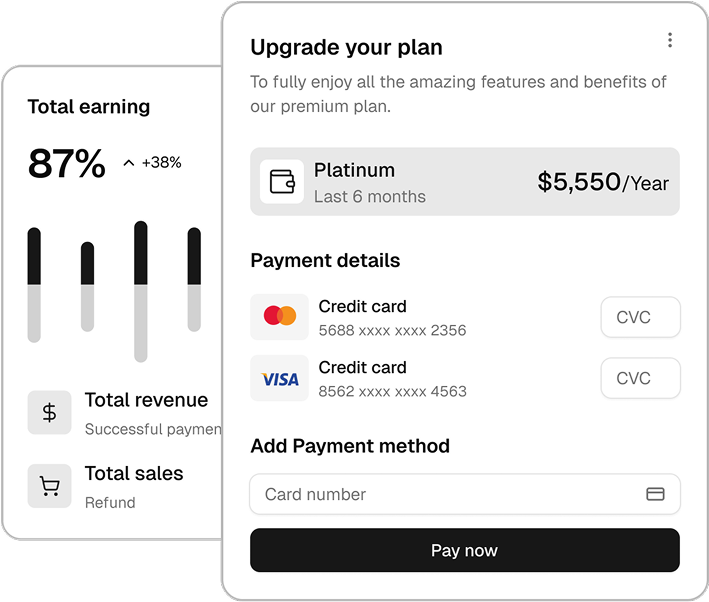 Total earning
87%
+38%
Total revenue
Successful paymen
Total sales
Refund
Upgrade your plan
To fully enjoy all the amazing features and benefits of
our premium plan.
Platinum
Last 6 months
$5,550/Year
Payment details
Credit card
5688 xxxx xxxx 2356
CVC
VISA
Credit card
8562 xxxx xxxx 4563
CVC
Add Payment method
Card number
Pay now